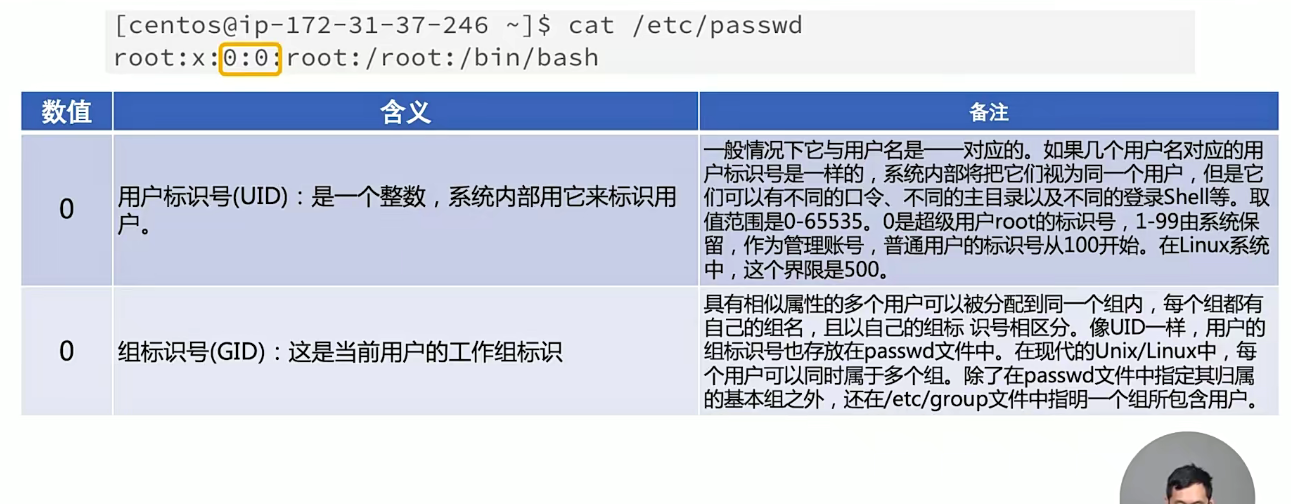 [centos@ip-172-31-37-246 ~]$ cat /etc/passwd
root:x:0:0:root:/root:/bin/bash
数值
含义
备注
0
用户标识号(UID)：是一个整数，系统内部用它来标识用
户。
一般情况下它与用户名是一一对应的。如果几个用户名对应的用
户标识号是一样的，系统内部将把它们视为同一个用户，但是它
们可以有不同的口令、不同的主目录以及不同的登录Shell等。取
值范围是0-65535。0是超级用户root的标识号，1-99由系统保
留，作为管理账号，普通用户的标识号从100开始。在Linux系统
中，这个界限是500。
0
组标识号(GID)：这是当前用户的工作组标识
具有相似属性的多个用户可以被分配到同一个组内，每个组都有
自己的组名，且以自己的组标 识号相区分。像UID一样，用户的
组标识号也存放在passwd文件中。在现代的Unix/Linux中，每
个用户可以同时属于多个组。除了在passwd文件中指定其归属
的基本组之外，还在/etc/group文件中指明一个组所包含用户。